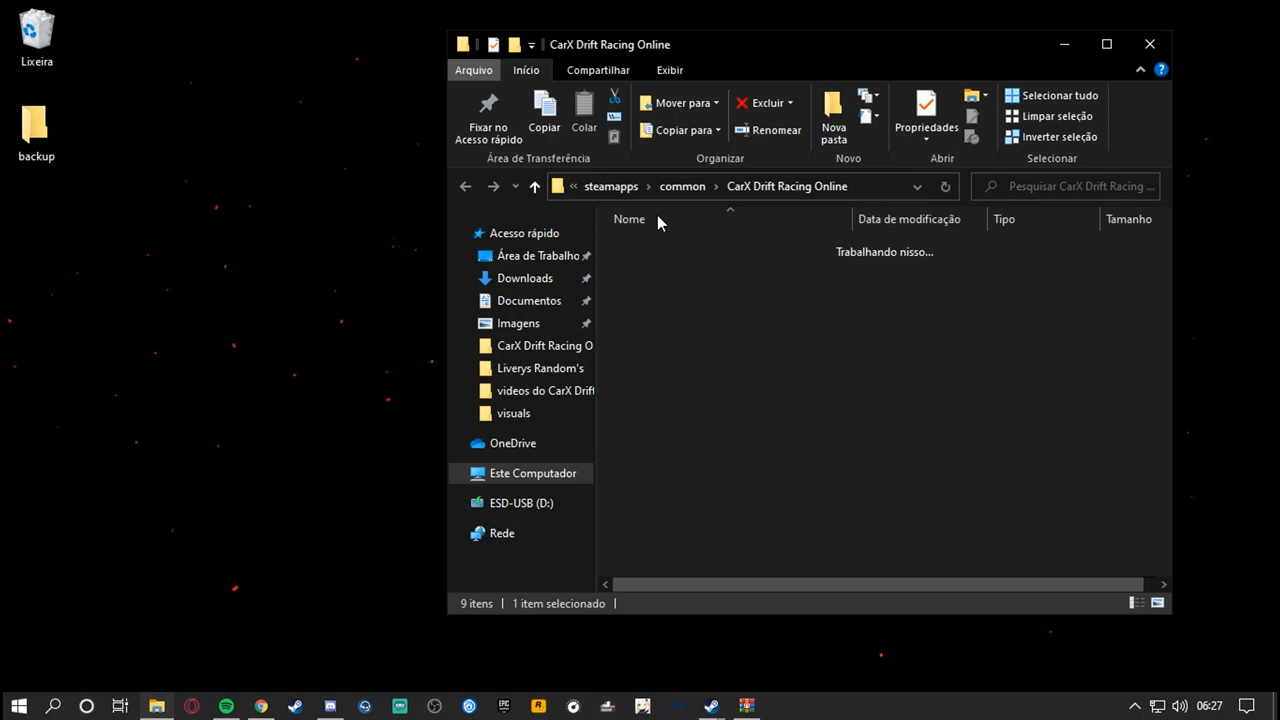 Lixeira
backup
CarX Drift Racing Online
Arquivo Início Compartilhar Exibir
Fixar no Acesso rápido
Copiar
Colar
Mover para
Copiar para
Excluir
Renomear
Nova pasta
Propriedades
Selecionar tudo
Limpar seleção
Inverter seleção
Área de Transferência Organizar Novo Abrir Selecionar
« steamapps › common › CarX Drift Racing Online
Pesquisar CarX Drift Racing ...
Nome Data de modificação Tipo Tamanho
Trabalhando nisso...
Acesso rápido
Área de Trabalho
Downloads
Documentos
Imagens
CarX Drift Racing O
Liverys Random's
videos do CarX Drift
visuals
OneDrive
Este Computador
ESD-USB (D:)
Rede
9 itens 1 item selecionado
EPIC
06:27